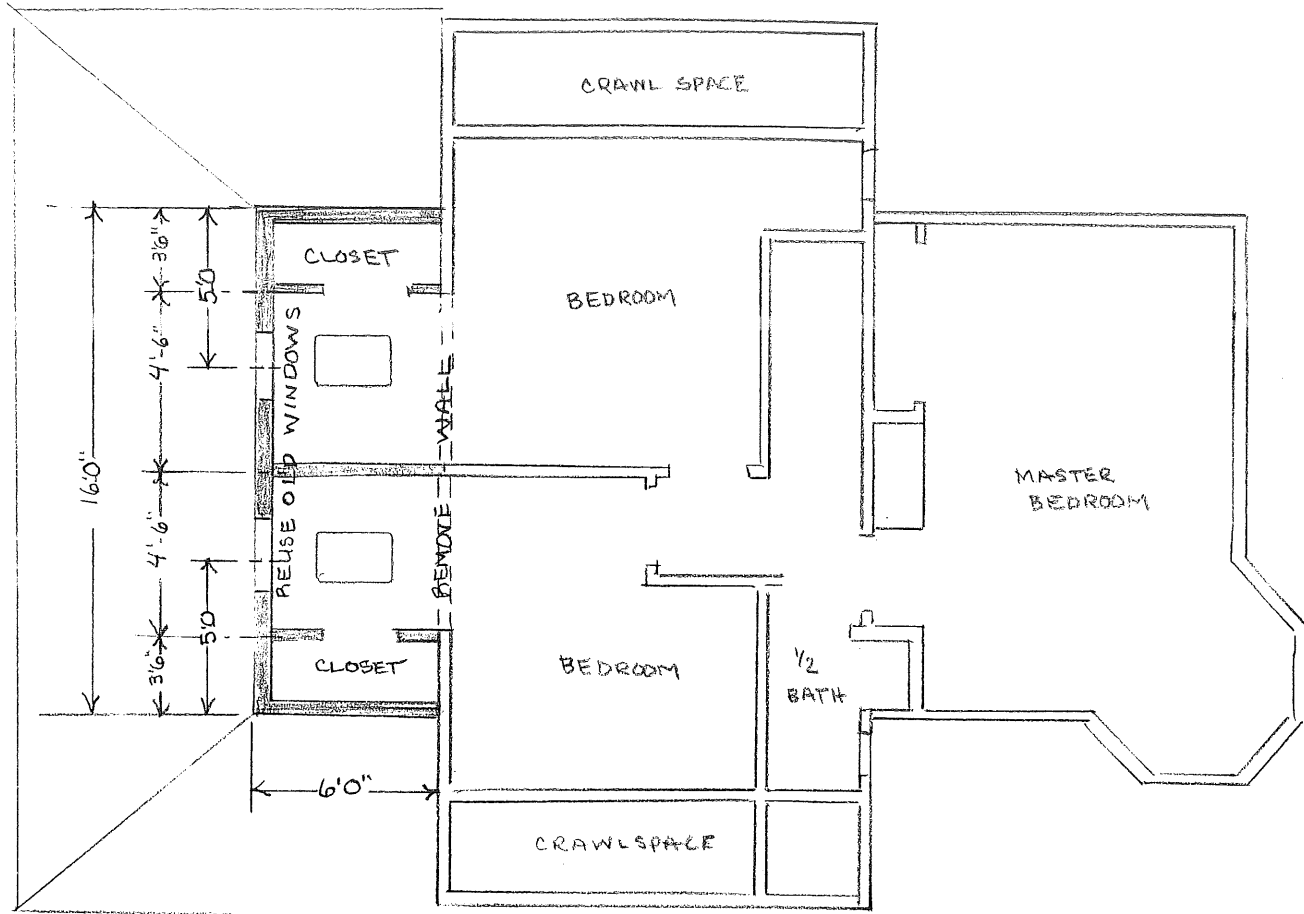 CRAWL SPACE
CLOSET
BEDROOM
3'6"
5'0
4'-6"
REUSE OLD WINDOWS
REMOVE WALL
16'0"
MASTER
BEDROOM
4'-6"
5'0
3'6"
CLOSET
BEDROOM
1/2
BATH
6'0"
CRAWLSPACE